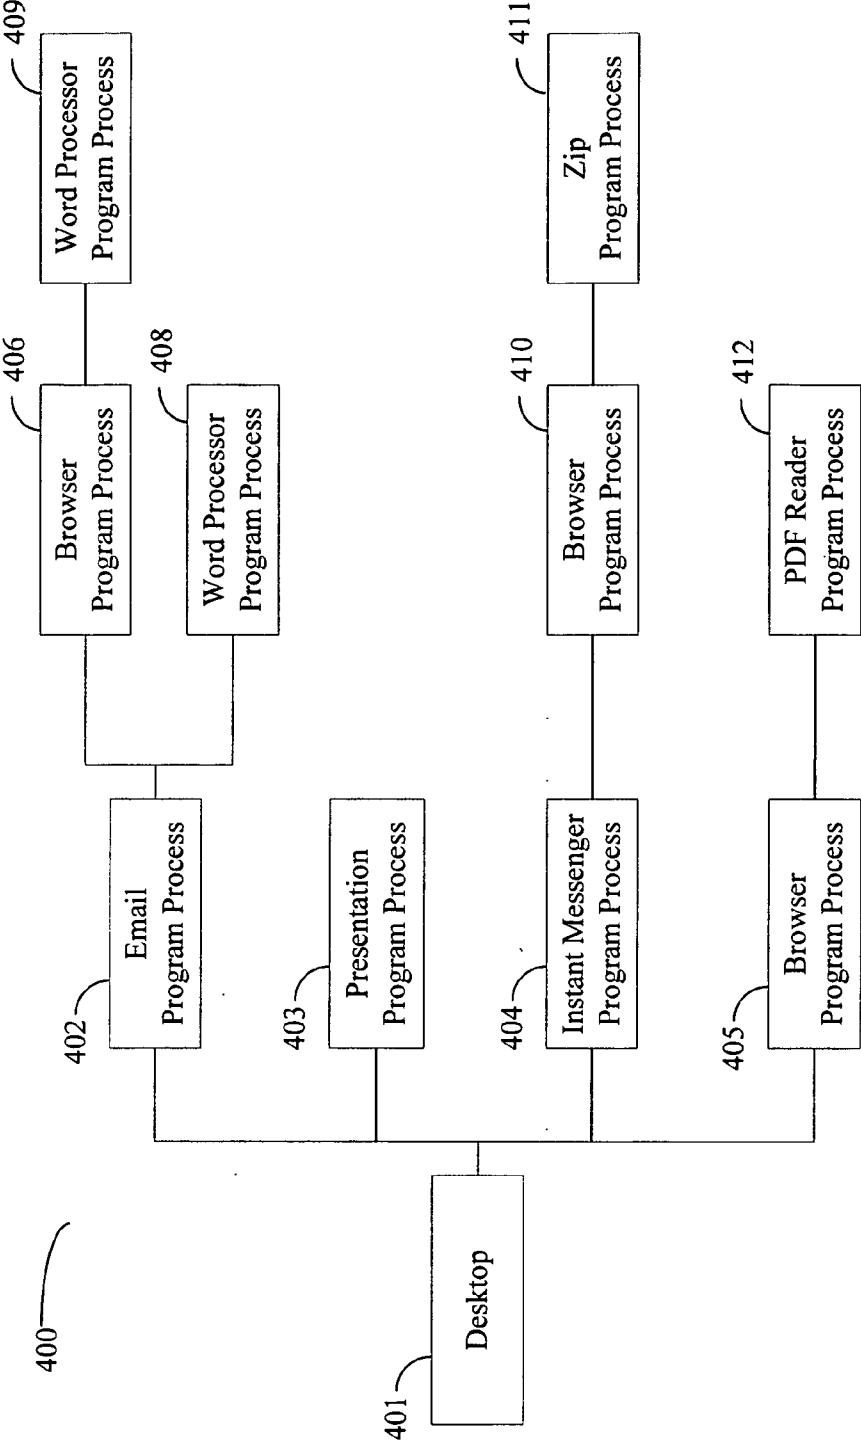 400
401
Desktop
402
Email
Program Process
403
Presentation
Program Process
404
Instant Messenger
Program Process
405
Browser
Program Process
406
Browser
Program Process
408
Word Processor
Program Process
410
Browser
Program Process
412
PDF Reader
Program Process
409
Word Processor
Program Process
411
Zip
Program Process